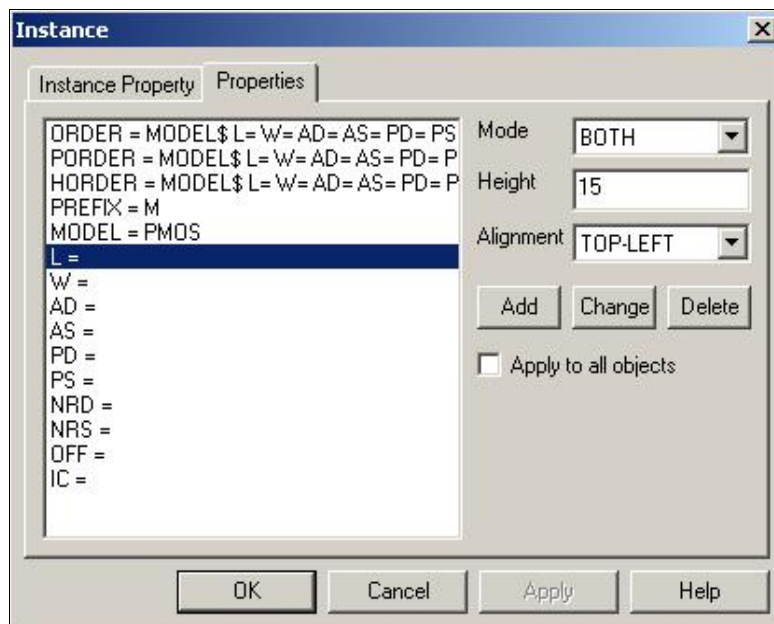 Instance
Instance Property Properties
ORDER = MODEL$ L= W= AD= AS= PD= PS
PORDER = MODEL$ L= W= AD= AS= PD= P
HORDER = MODEL$ L= W= AD= AS= PD= P
PREFIX = M
MODEL = PMOS
L =
W =
AD =
AS =
PD =
PS =
NRD =
NRS =
OFF =
IC =
Mode BOTH
Height 15
Alignment TOP-LEFT
Add Change Delete
Apply to all objects
OK Cancel Apply Help